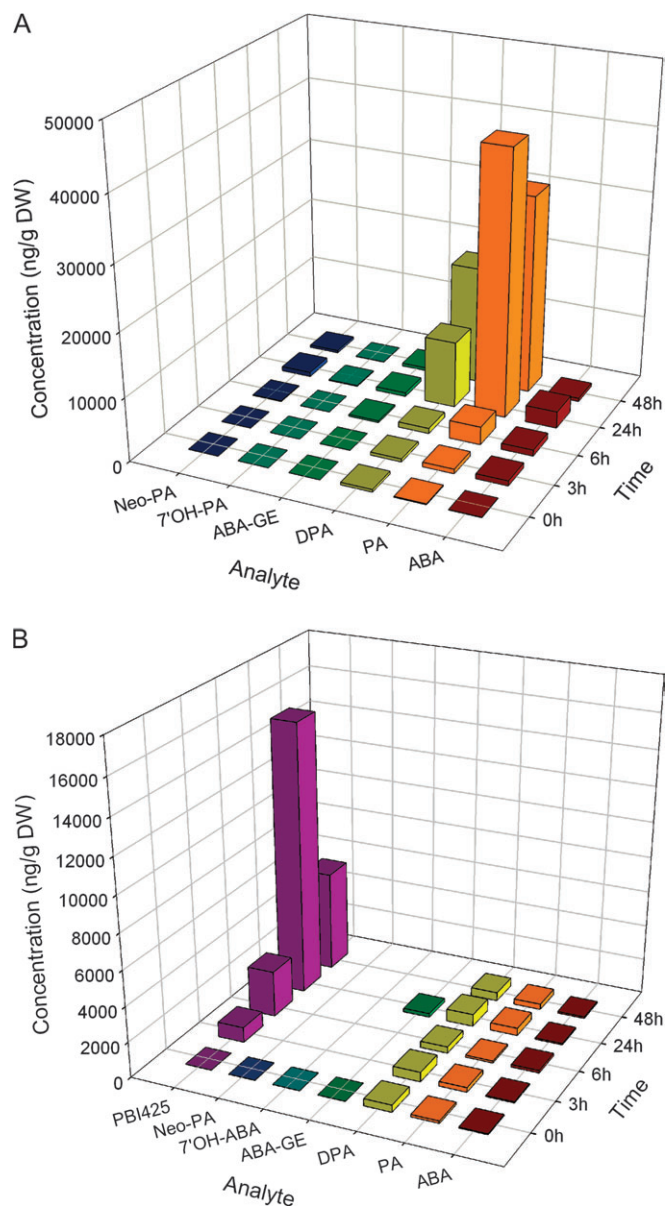 A
50000
40000
30000
20000
10000
0
Concentration (ng/g DW)
Neo-PA
7'OH-PA
ABA-GE
DPA
PA
ABA
Analyte
0h
3h
6h
24h
48h
Time
B
18000
16000
14000
12000
10000
8000
6000
4000
2000
0
Concentration (ng/g DW)
PBI425
Neo-PA
7'OH-ABA
ABA-GE
DPA
PA
ABA
Analyte
0h
3h
6h
24h
48h
Time